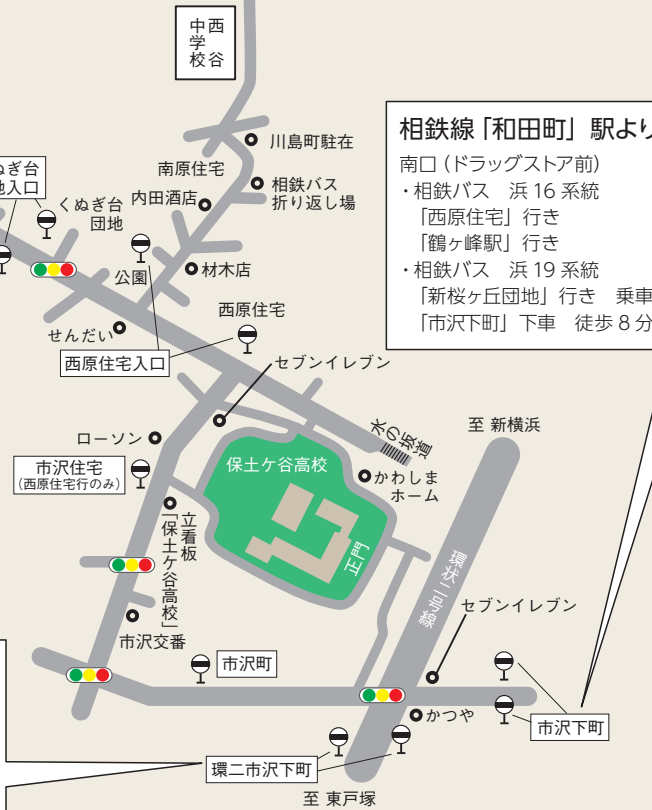 西谷
中学校
川島町駐在
南原住宅
相鉄バス
折り返し場
内田酒店
ぬぎ台
地入口
くぬぎ台
団地
公園
材木店
西原住宅
せんだい
西原住宅入口
相鉄線「和田町」駅より
南口(ドラッグストア前)
・相鉄バス 浜16系統
「西原住宅」行き
「鶴ヶ峰駅」行き
・相鉄バス 浜19系統
「新桜ヶ丘団地」行き 乗車
「市沢下町」下車 徒歩8分
セブンイレブン
水の坂道
至 新横浜
ローソン
保土ケ谷高校
かわしま
ホーム
市沢住宅
(西原住宅行のみ)
立看板
「保土ケ谷高校」
正門
環状二号線
セブンイレブン
市沢交番
市沢町
かつや
市沢下町
環二市沢下町
至 東戸塚